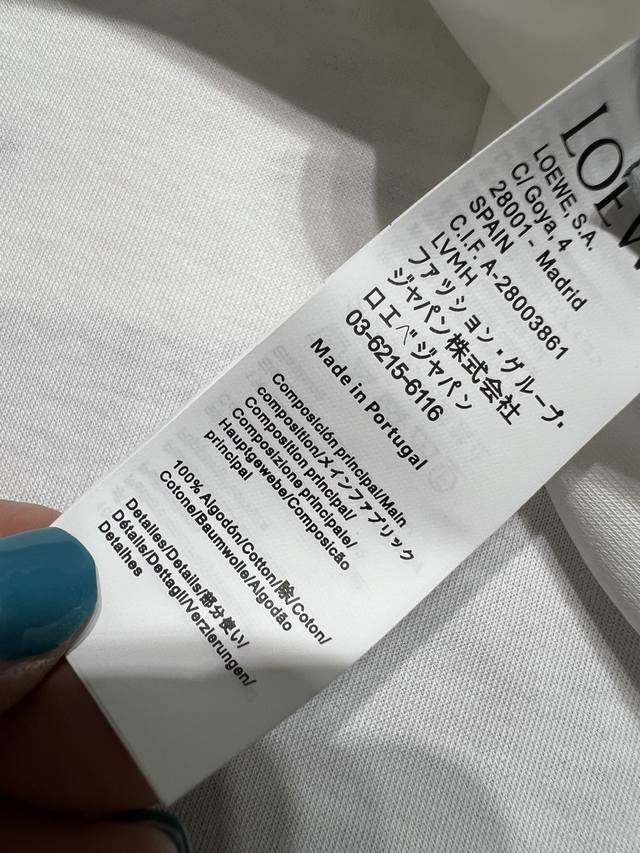 LOEW
LOEWE, S.A.
C/ Goya, 4
28001 - Madrid
SPAIN
C.I.F. A-28003861
LVMH
ファッション・グループ・
ジャパン株式会社
ロエベジャパン
03-6215-6116
Made in Portugal
Composición principal/Main
composition/メインファブリック
Composition principal/
Composizione principale/
Hauptgewebe/Composicão
principal
100% Algodón/Cotton/除/Coton/
Cotone/Baumwolle/Algodão
Detalles/Details/部分使い/
Détails/Dettagli/Verzierungen/
Detalhes